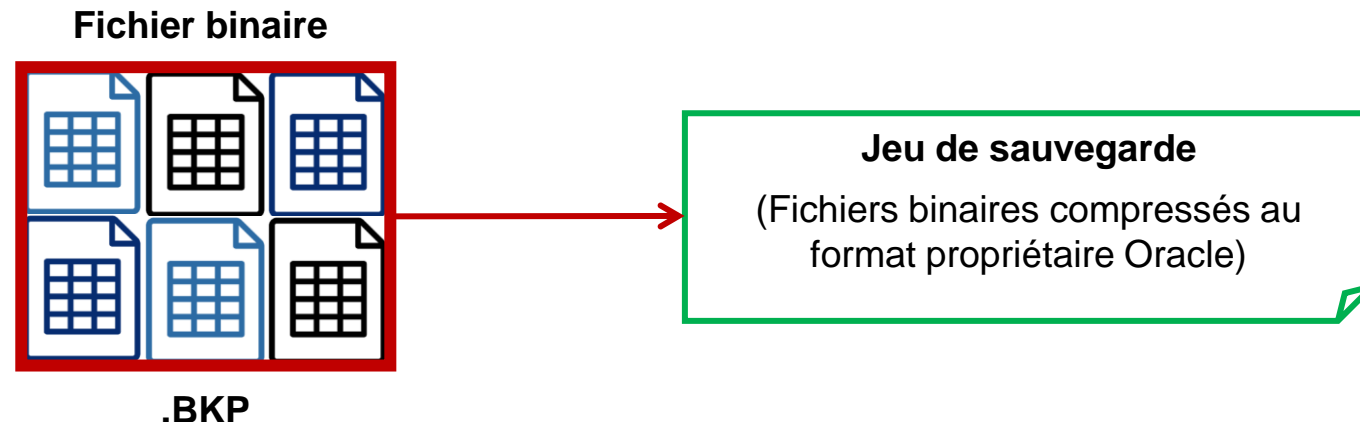 Fichier binaire
Jeu de sauvegarde
(Fichiers binaires compressés au
format propriétaire Oracle)
.BKP